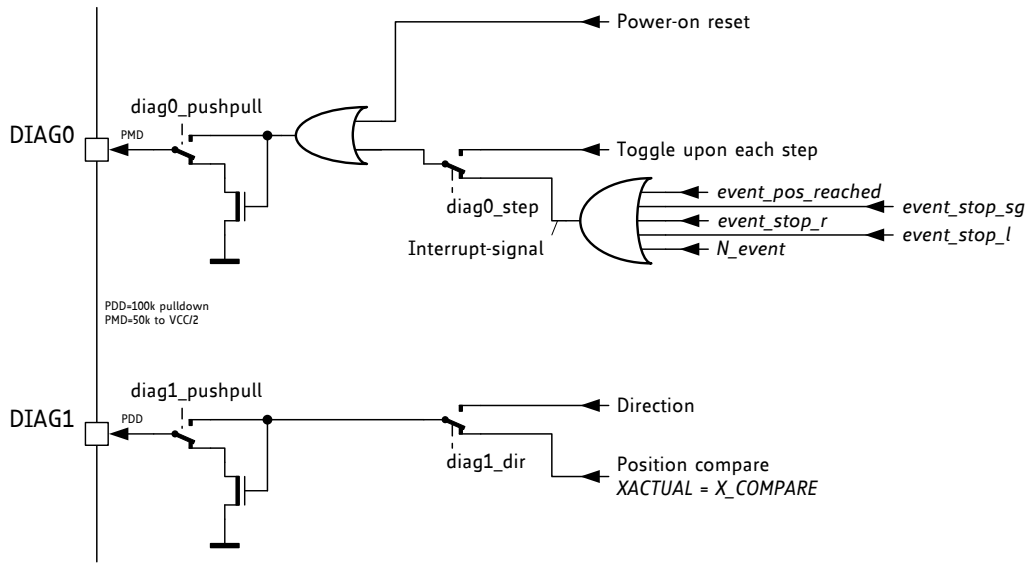 Power-on reset
diag0_pushpull
DIAG0
PMD
Toggle upon each step
diag0_step
event_pos_reached
event_stop_sg
event_stop_r
event_stop_l
Interrupt-signal
N_event
PDD=100k pulldown
PMD=50k to VCC/2
diag1_pushpull
DIAG1
PDD
Direction
diag1_dir
Position compare
XACTUAL = X_COMPARE